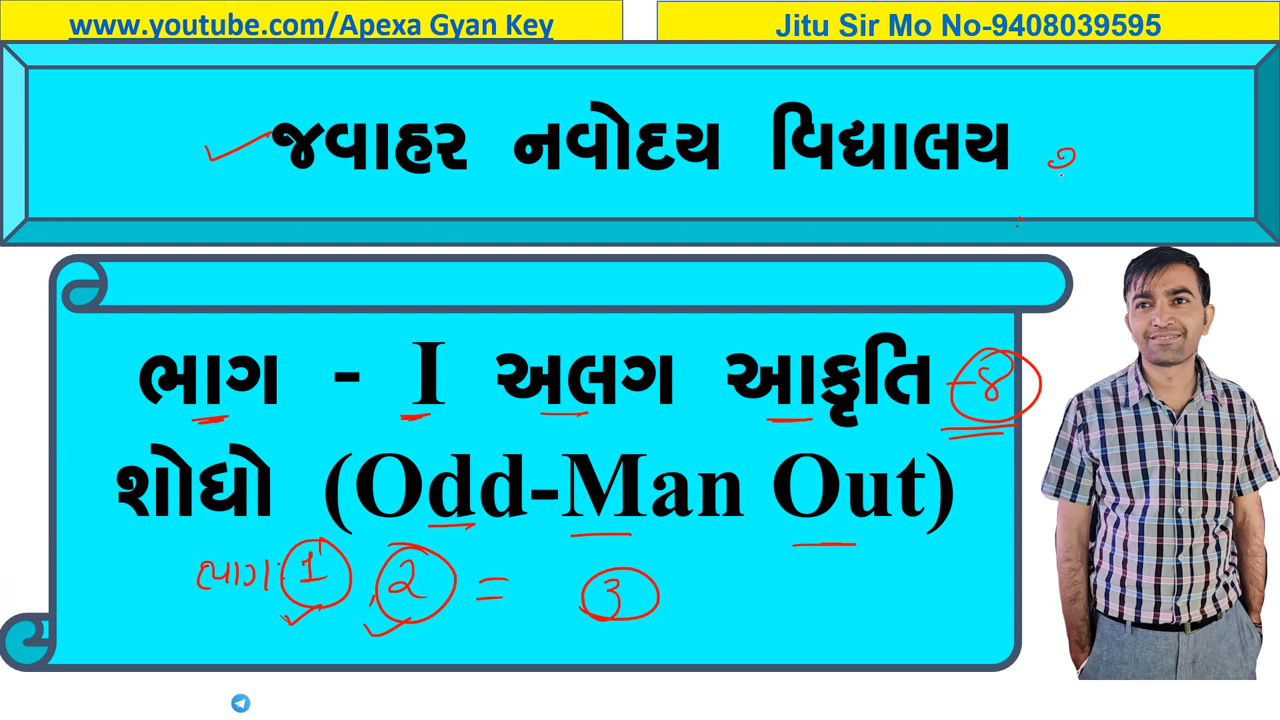 www.youtube.com/Apexa Gyan Key
Jitu Sir Mo No-9408039595
જવાહર નવોદય વિદ્યાલય
ભાગ - I અલગ આકૃતિ -8
શોધો (Odd-Man Out)
ભાગ: 1, 2 = 3